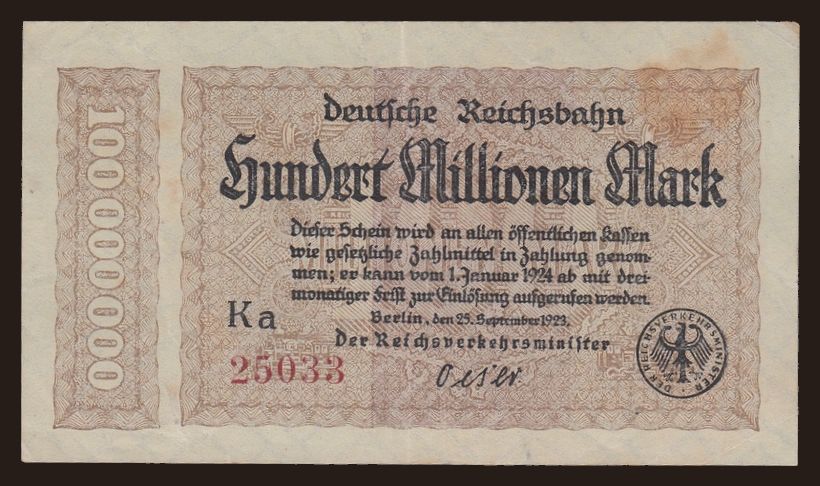 100000000
Deutsche Reichsbahn
Hundert Millionen Mark
Dieser Schein wird an allen öffentlichen Kassen
wie gesetzliche Zahlmittel in Zahlung genom-
men; er kann vom 1. Januar 1924 ab mit drei-
monatiger Frist zur Einlösung aufgerufen werden.
Berlin, den 25. September 1923.
Der Reichsverkehrsminister
Ka
25033
Oeser
DER REICHSVERKEHRSMINISTER